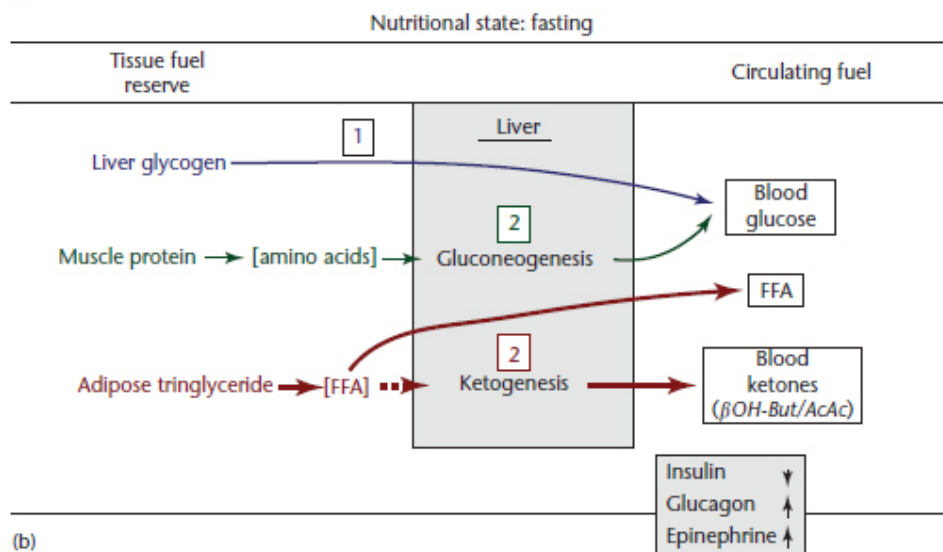 Nutritional state: fasting
Tissue fuel
reserve
Circulating fuel
Liver
1
Liver glycogen
Blood
glucose
2
Muscle protein [amino acids] Gluconeogenesis
FFA
2
Adipose tringlyceride [FFA] Ketogenesis
Blood
ketones
(βOH-But/AcAc)
Insulin
Glucagon
Epinephrine
(b)